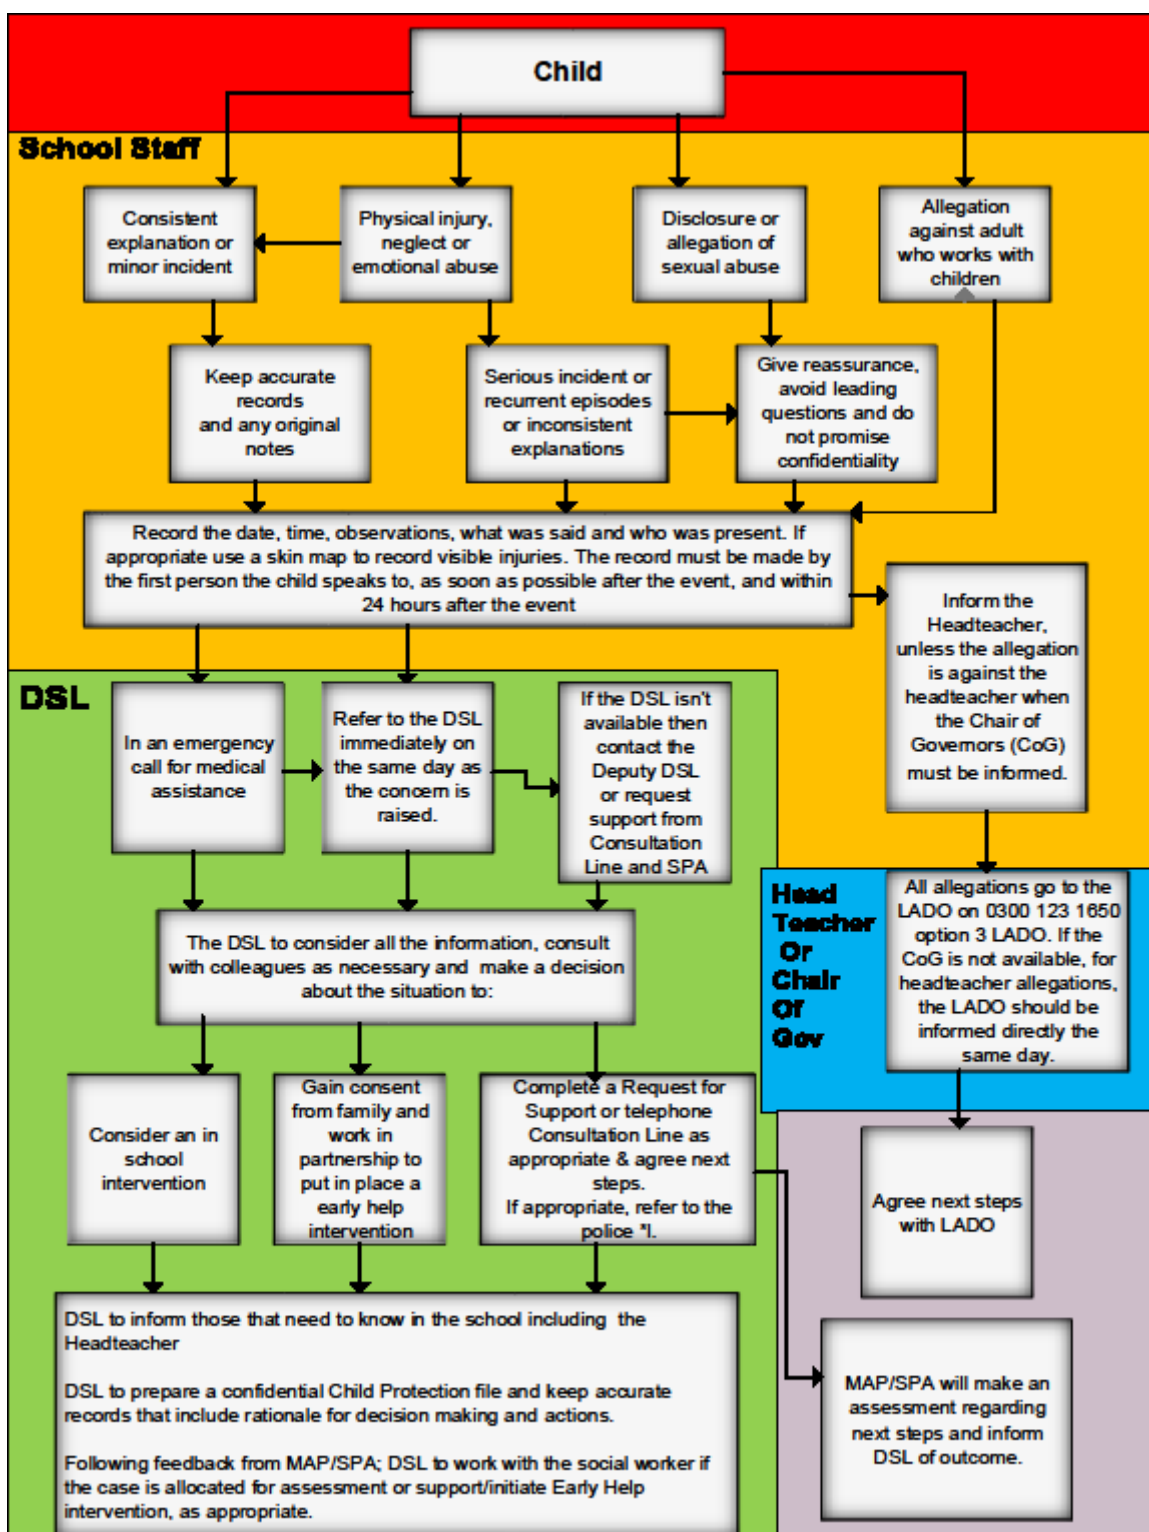 Child
School Staff
Consistent
explanation or
minor incident
Physical injury,
neglect or
emotional abuse
Disclosure or
allegation of
sexual abuse
Allegation
against adult
who works with
children
Keep accurate
records
and any original
notes
Serious incident or
recurrent episodes
or inconsistent
explanations
Give reassurance,
avoid leading
questions and do
not promise
confidentiality
Record the date, time, observations, what was said and who was present. If
appropriate use a skin map to record visible injuries. The record must be made by
the first person the child speaks to, as soon as possible after the event, and within
24 hours after the event
Inform the
Headteacher,
unless the allegation
is against the
headteacher when
the Chair of
Governors (CoG)
must be informed.
DSL
In an emergency
call for medical
assistance
Refer to the DSL
immediately on
the same day as
the concern is
raised.
If the DSL isn't
available then
contact the
Deputy DSL
or request
support from
Consultation
Line and SPA
Head
Teacher
Or
Chair
Of
Gov
All allegations go to the
LADO on 0300 123 1650
option 3 LADO. If the
CoG is not available, for
headteacher allegations,
the LADO should be
informed directly the
same day.
The DSL to consider all the information, consult
with colleagues as necessary and make a decision
about the situation to:
Consider an in
school
intervention
Gain consent
from family and
work in
partnership to
put in place a
early help
intervention
Complete a Request for
Support or telephone
Consultation Line as
appropriate & agree next
steps.
If appropriate, refer to the
police *I.
Agree next steps
with LADO
DSL to inform those that need to know in the school including the
Headteacher
DSL to prepare a confidential Child Protection file and keep accurate
records that include rationale for decision making and actions.
Following feedback from MAP/SPA; DSL to work with the social worker if
the case is allocated for assessment or support/initiate Early Help
intervention, as appropriate.
MAP/SPA will make an
assessment regarding
next steps and inform
DSL of outcome.